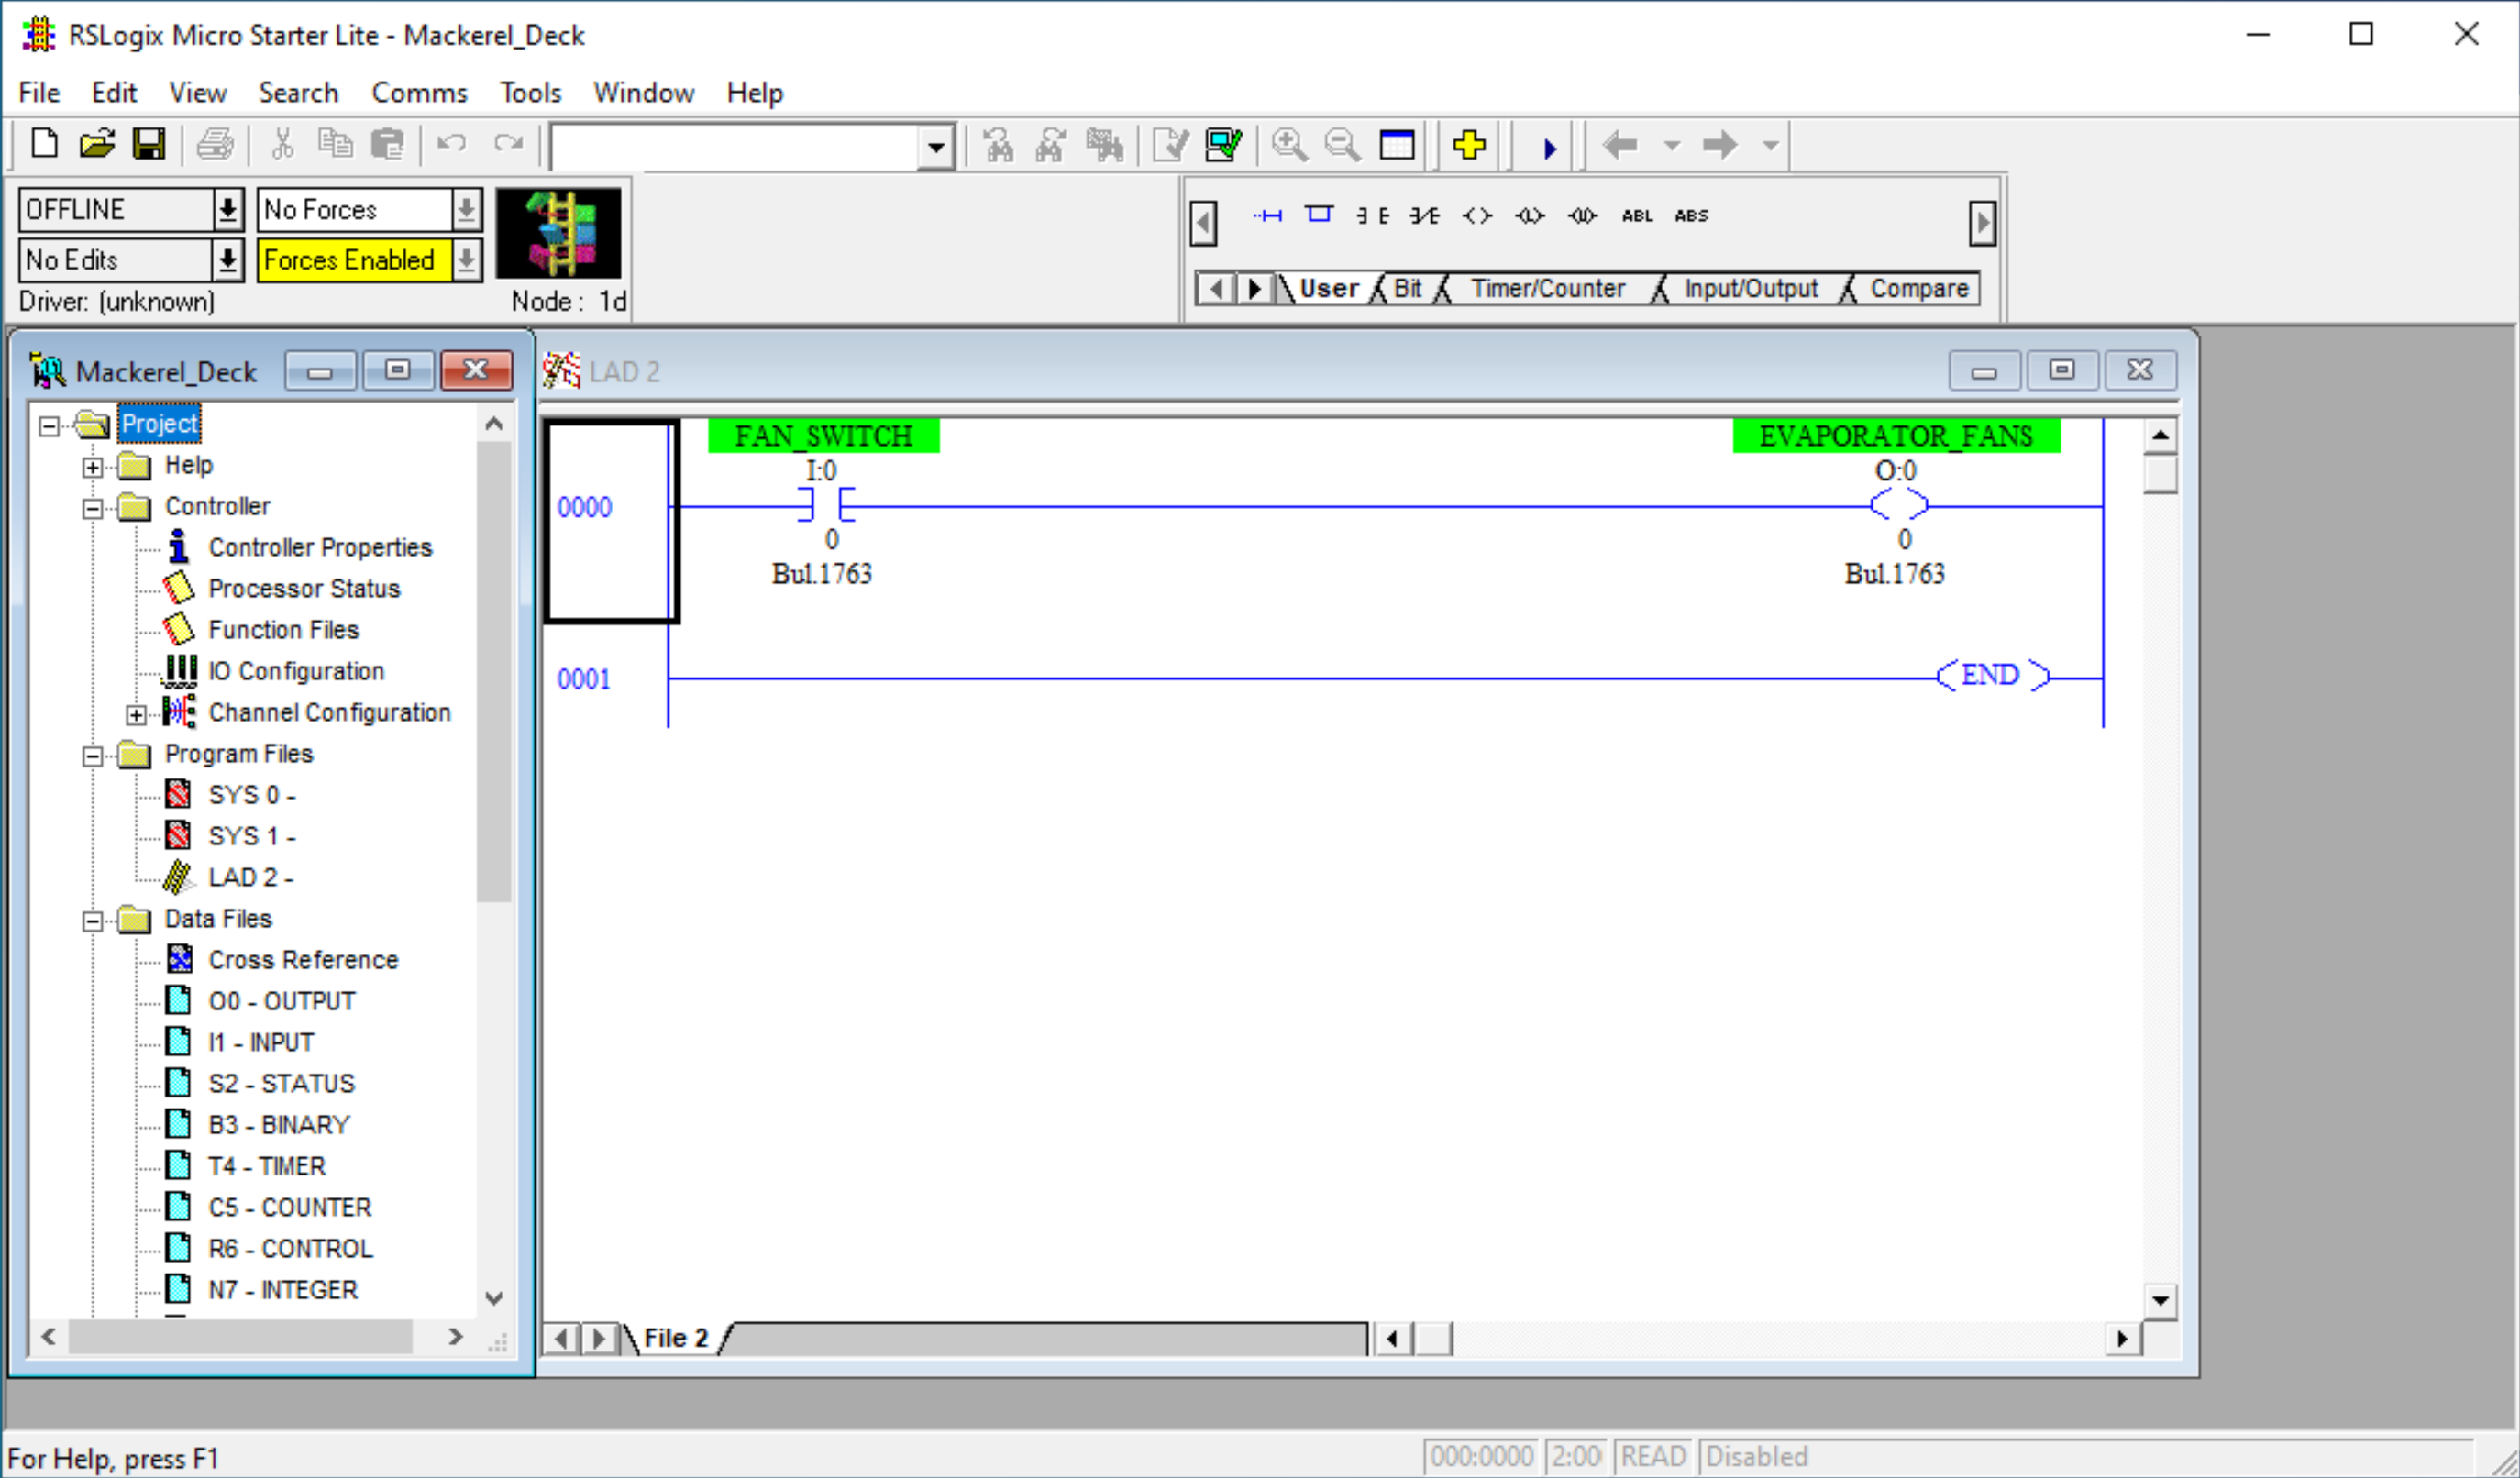 RSLogix Micro Starter Lite - Mackerel_Deck
File Edit View Search Comms Tools Window Help
OFFLINE No Forces
No Edits Forces Enabled
Driver: (unknown) Node : 1d
ABL ABS
User Bit Timer/Counter Input/Output Compare
Mackerel_Deck
Project
Help
Controller
Controller Properties
Processor Status
Function Files
IO Configuration
Channel Configuration
Program Files
SYS 0 -
SYS 1 -
LAD 2 -
Data Files
Cross Reference
O0 - OUTPUT
I1 - INPUT
S2 - STATUS
B3 - BINARY
T4 - TIMER
C5 - COUNTER
R6 - CONTROL
N7 - INTEGER
LAD 2
FAN_SWITCH EVAPORATOR_FANS
I:0 O:0
0000
0 0
Bul.1763 Bul.1763
0001 END
File 2
For Help, press F1 000:0000 2:00 READ Disabled